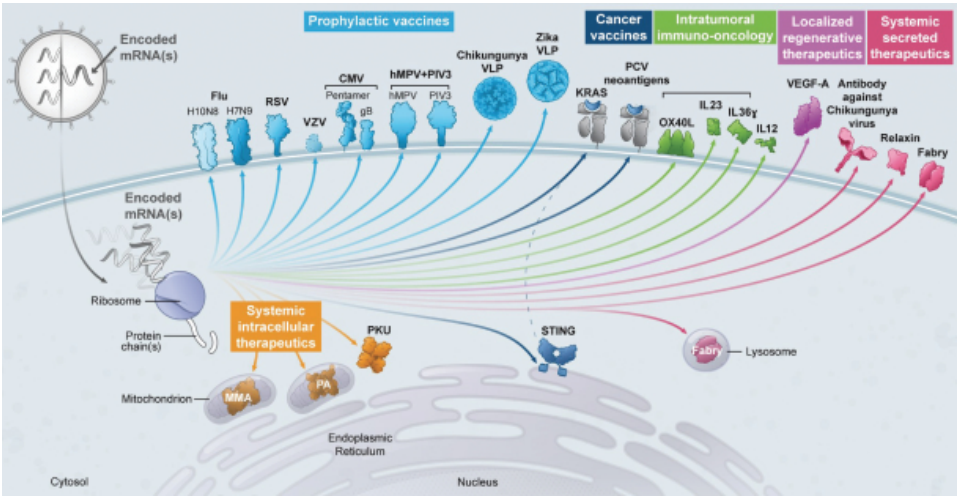 Encoded
mRNA(s)
Prophylactic vaccines
Cancer
vaccines
Intratumoral
immuno-oncology
Localized
regenerative
therapeutics
Systemic
secreted
therapeutics
Flu
H10N8 H7N9
RSV
VZV
CMV
Pentamer
gB
hMPV+PIV3
hMPV PIV3
Chikungunya
VLP
Zika
VLP
KRAS
PCV
neoantigens
OX40L
IL23
IL36γ
IL12
VEGF-A
Antibody
against
Chikungunya
virus
Relaxin
Fabry
Encoded
mRNA(s)
Ribosome
Protein
chain(s)
Systemic
intracellular
therapeutics
PKU
STING
Fabry
Lysosome
Mitochondrion
MMA
PA
Endoplasmic
Reticulum
Cytosol
Nucleus